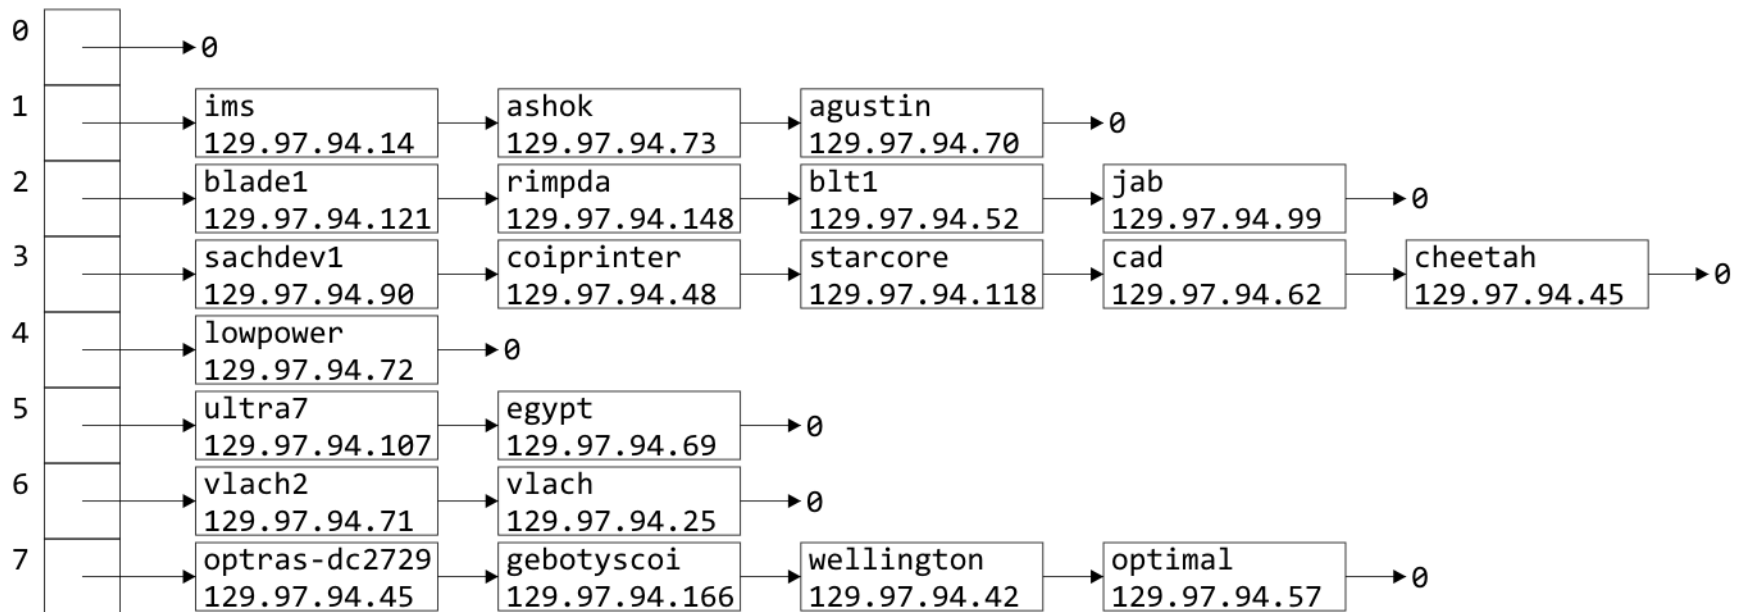 0
0
1
ims
129.97.94.14
ashok
129.97.94.73
agustin
129.97.94.70
0
2
blade1
129.97.94.121
rimpda
129.97.94.148
blt1
129.97.94.52
jab
129.97.94.99
0
3
sachdev1
129.97.94.90
coiprinter
129.97.94.48
starcore
129.97.94.118
cad
129.97.94.62
cheetah
129.97.94.45
0
4
lowpower
129.97.94.72
0
5
ultra7
129.97.94.107
egypt
129.97.94.69
0
6
vlach2
129.97.94.71
vlach
129.97.94.25
0
7
optras-dc2729
129.97.94.45
gebotyscoi
129.97.94.166
wellington
129.97.94.42
optimal
129.97.94.57
0